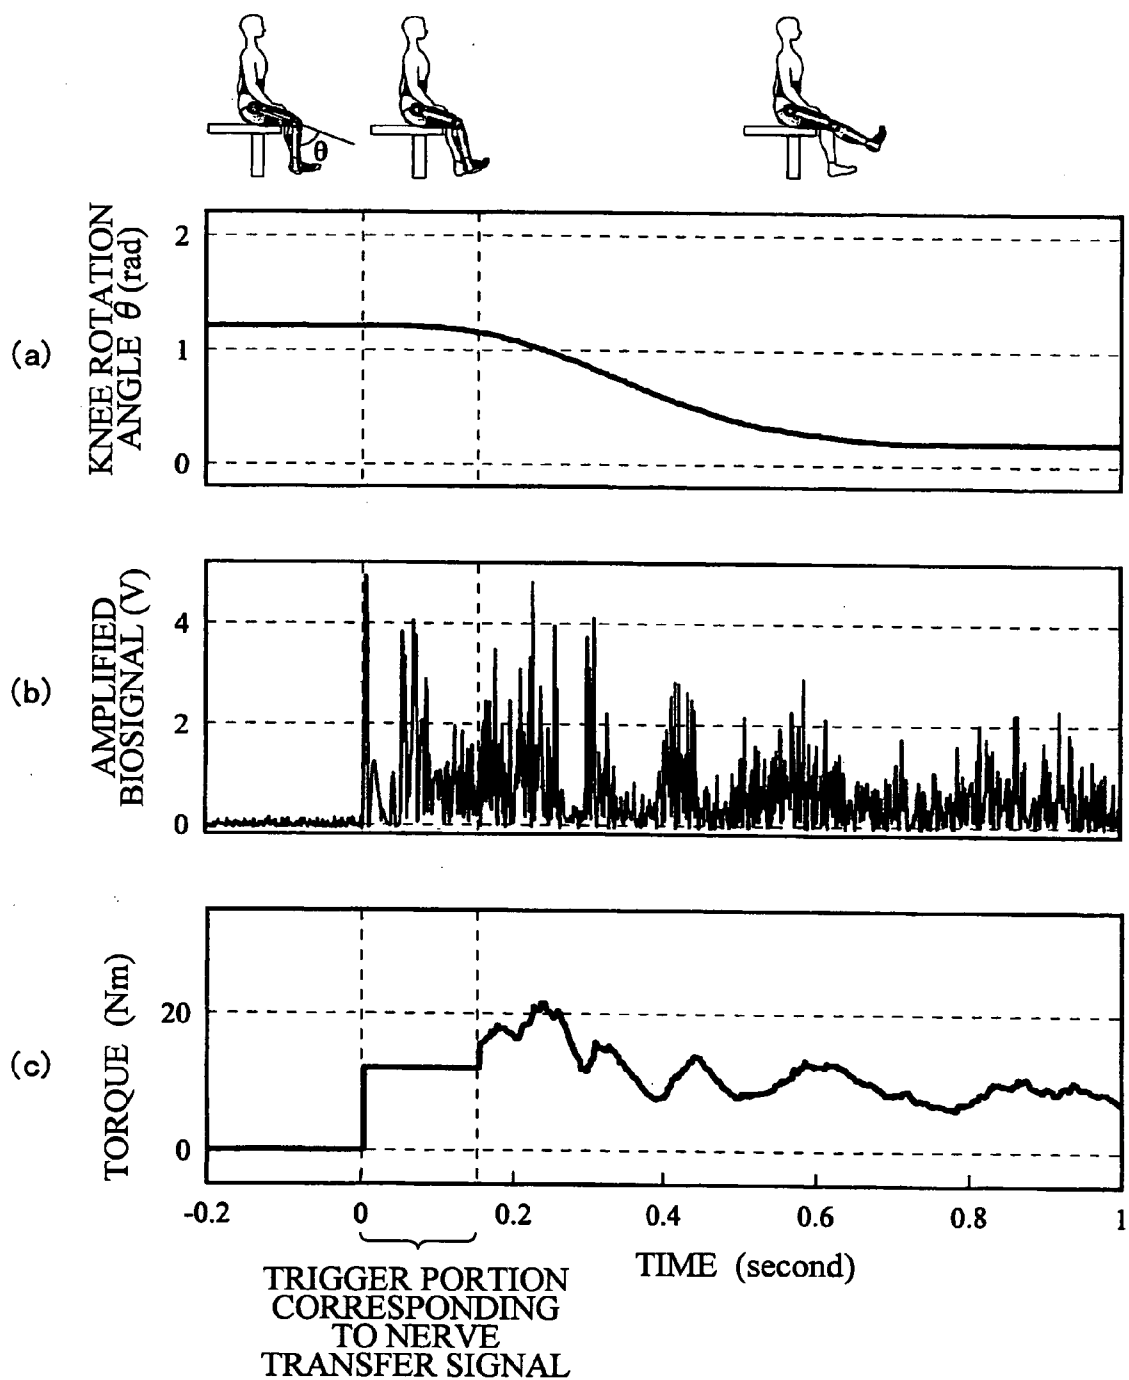 θ
(a)
KNEE ROTATION
ANGLE θ (rad)
2
1
0
(b)
AMPLIFIED
BIOSIGNAL (V)
4
2
0
(c)
TORQUE (Nm)
20
0
-0.2 0 0.2 0.4 0.6 0.8 1
TIME (second)
TRIGGER PORTION
CORRESPONDING
TO NERVE
TRANSFER SIGNAL